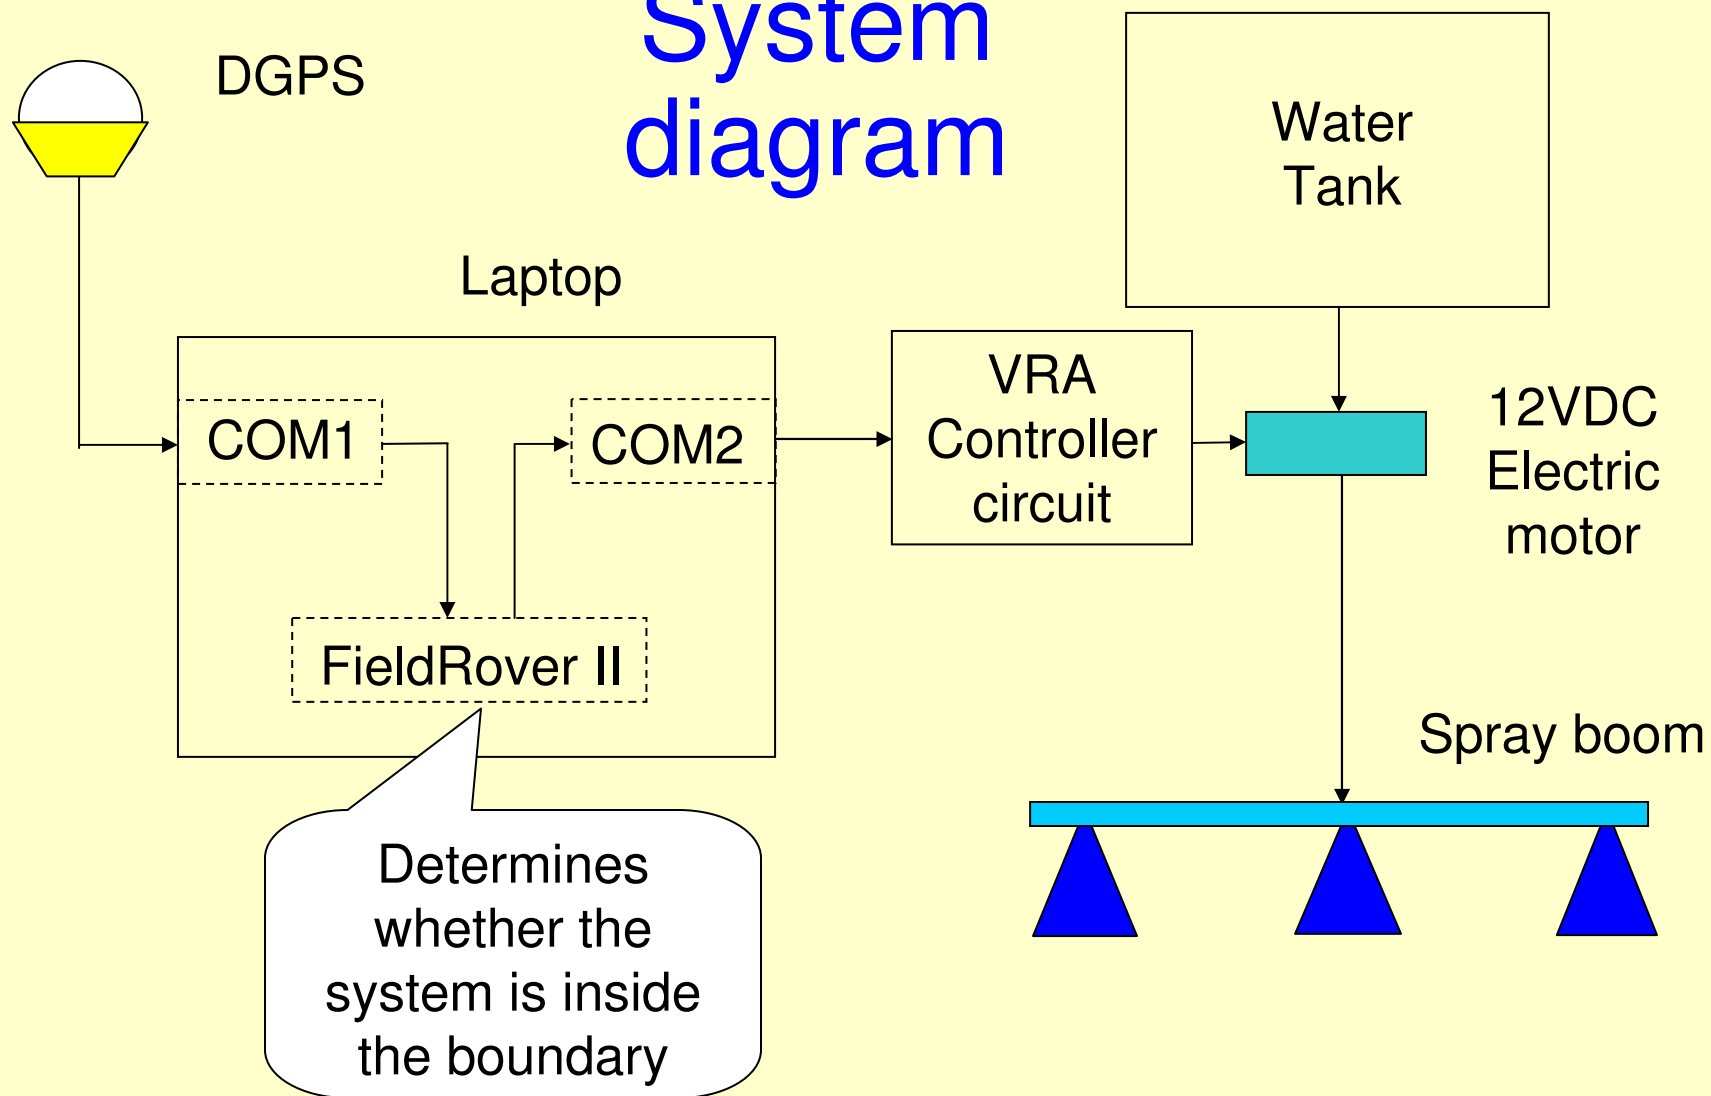 System
diagram
DGPS
Water
Tank
Laptop
COM1
COM2
VRA
Controller
circuit
12VDC
Electric
motor
FieldRover II
Spray boom
Determines
whether the
system is inside
the boundary